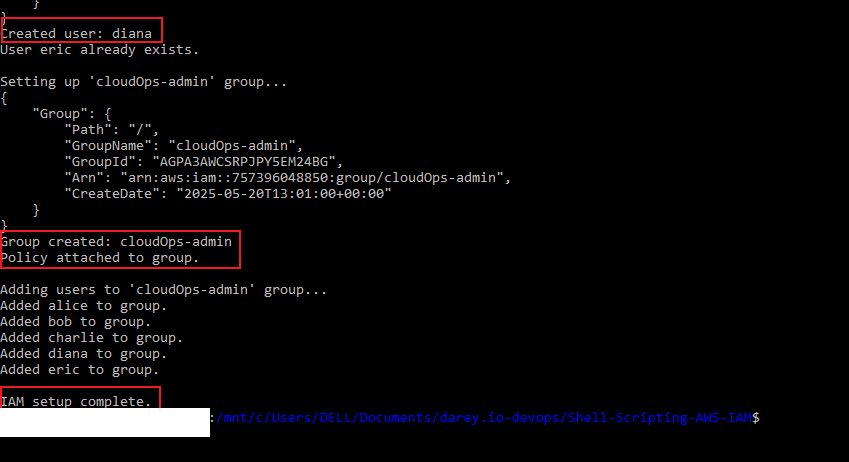 }
}
Created user: diana
User eric already exists.
Setting up 'cloudOps-admin' group...
{
"Group": {
"Path": "/",
"GroupName": "cloudOps-admin",
"GroupId": "AGPA3AWCSRPJPY5EM24BG",
"Arn": "arn:aws:iam::757396048850:group/cloudOps-admin",
"CreateDate": "2025-05-20T13:01:00+00:00"
}
}
Group created: cloudOps-admin
Policy attached to group.
Adding users to 'cloudOps-admin' group...
Added alice to group.
Added bob to group.
Added charlie to group.
Added diana to group.
Added eric to group.
IAM setup complete.
:/mnt/c/Users/DELL/Documents/darey.io-devops/Shell-Scripting-AWS-IAM$